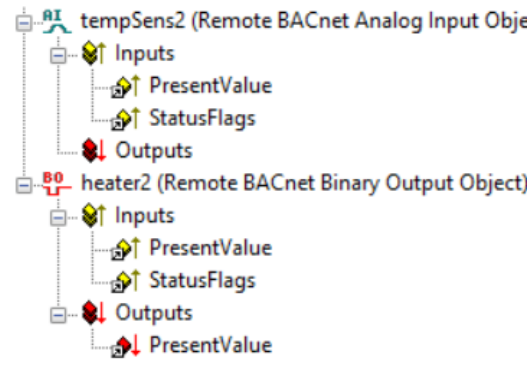 AI tempSens2 (Remote BACnet Analog Input Obje
Inputs
PresentValue
StatusFlags
Outputs
BO heater2 (Remote BACnet Binary Output Object)
Inputs
PresentValue
StatusFlags
Outputs
PresentValue